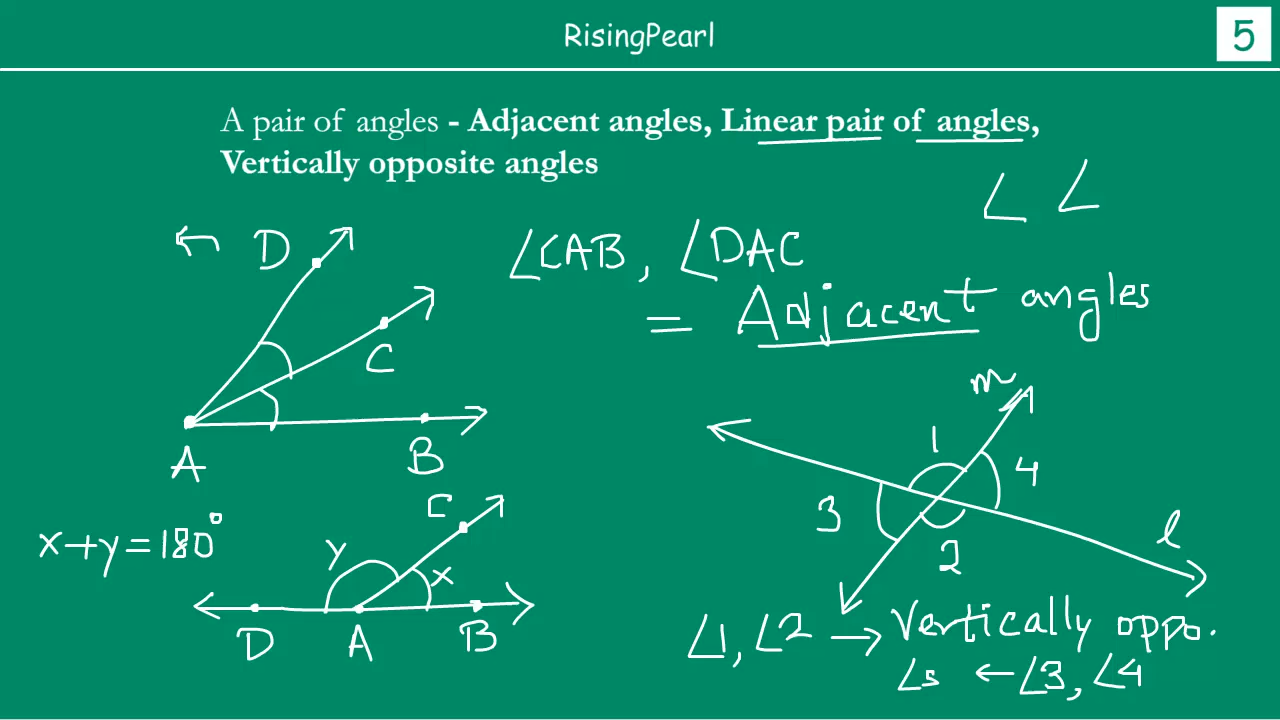 RisingPearl
5
A pair of angles - Adjacent angles, Linear pair of angles,
Vertically opposite angles
∠ ∠
∠CAB, ∠DAC
= Adjacent angles
D
C
A
B
x+y=180°
C
y
x
D
A
B
m
1
4
3
2
l
∠1, ∠2 → Vertically oppo.
∠s ← ∠3, ∠4